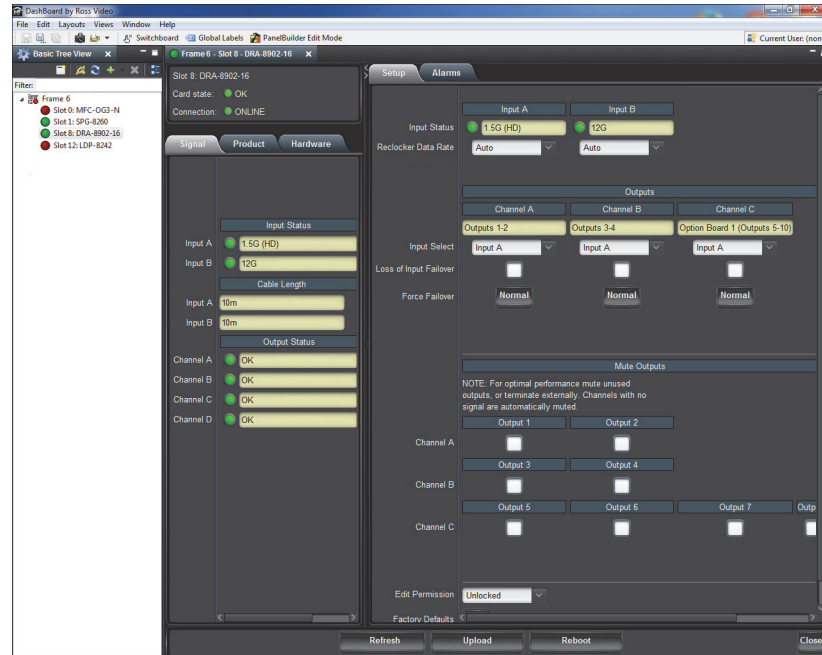 DashBoard by Ross Video
File Edit Layouts Views Window Help
Switchboard Global Labels PanelBuilder Edit Mode
Current User: (non
Basic Tree View
Filter:
Frame 6
Slot 0: MFC-OG3-N
Slot 1: SPG-8260
Slot 8: DRA-8902-16
Slot 12: LDP-8242
Frame 6 - Slot 8 - DRA-8902-16
Slot 8: DRA-8902-16
Card state: OK
Connection: ONLINE
Signal Product Hardware
Input Status
Input A 1.5G (HD)
Input B 12G
Cable Length
Input A 10m
Input B 10m
Output Status
Channel A OK
Channel B OK
Channel C OK
Channel D OK
Setup Alarms
Input A Input B
Input Status 1.5G (HD) 12G
Reclocker Data Rate Auto Auto
Outputs
Channel A Channel B Channel C
Outputs 1-2 Outputs 3-4 Option Board 1 (Outputs 5-10)
Input Select Input A Input A Input A
Loss of Input Failover
Force Failover Normal Normal Normal
Mute Outputs
NOTE: For optimal performance mute unused
outputs, or terminate externally. Channels with no
signal are automatically muted.
Output 1 Output 2
Channel A
Output 3 Output 4
Channel B
Output 5 Output 6 Output 7 Outp
Channel C
Edit Permission Unlocked
Factory Defaults
Refresh Upload Reboot Close